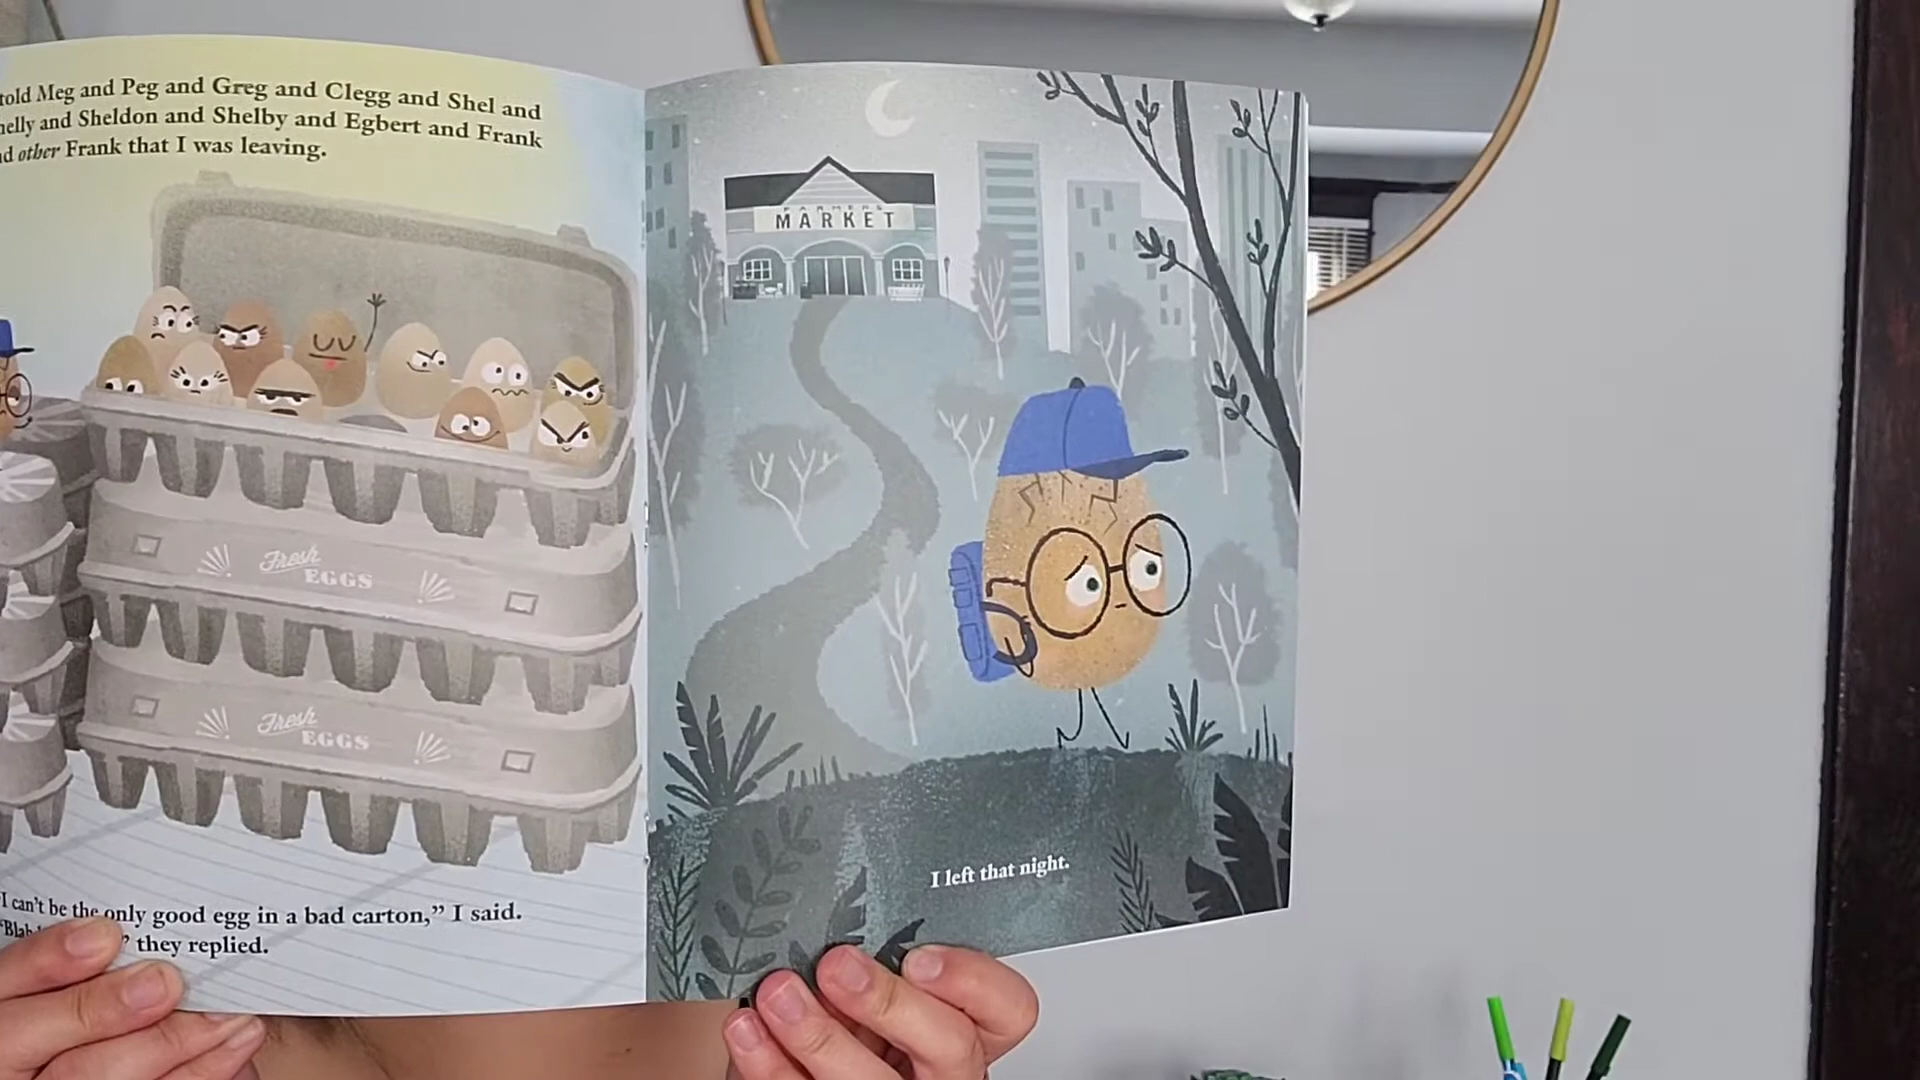 told Meg and Peg and Greg and Clegg and Shel and
elly and Sheldon and Shelby and Egbert and Frank
other Frank that I was leaving.
Fresh
EGGS
Fresh
EGGS
I can't be the only good egg in a bad carton,” I said.
they replied.
FARMERS
MARKET
I left that night.